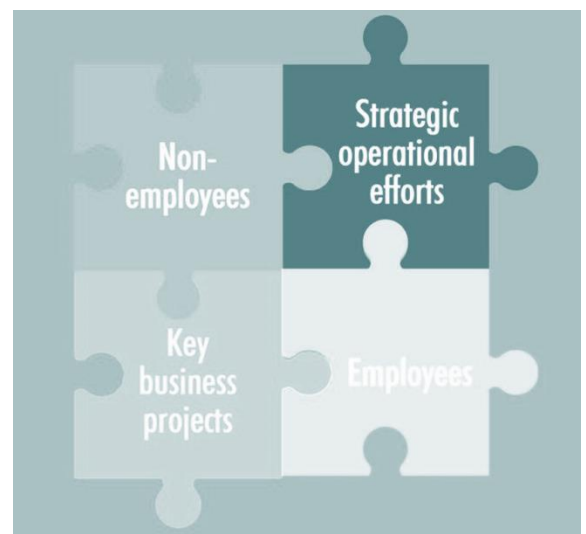 Non-
employees
Strategic
operational
efforts
Key
business
projects
Employees